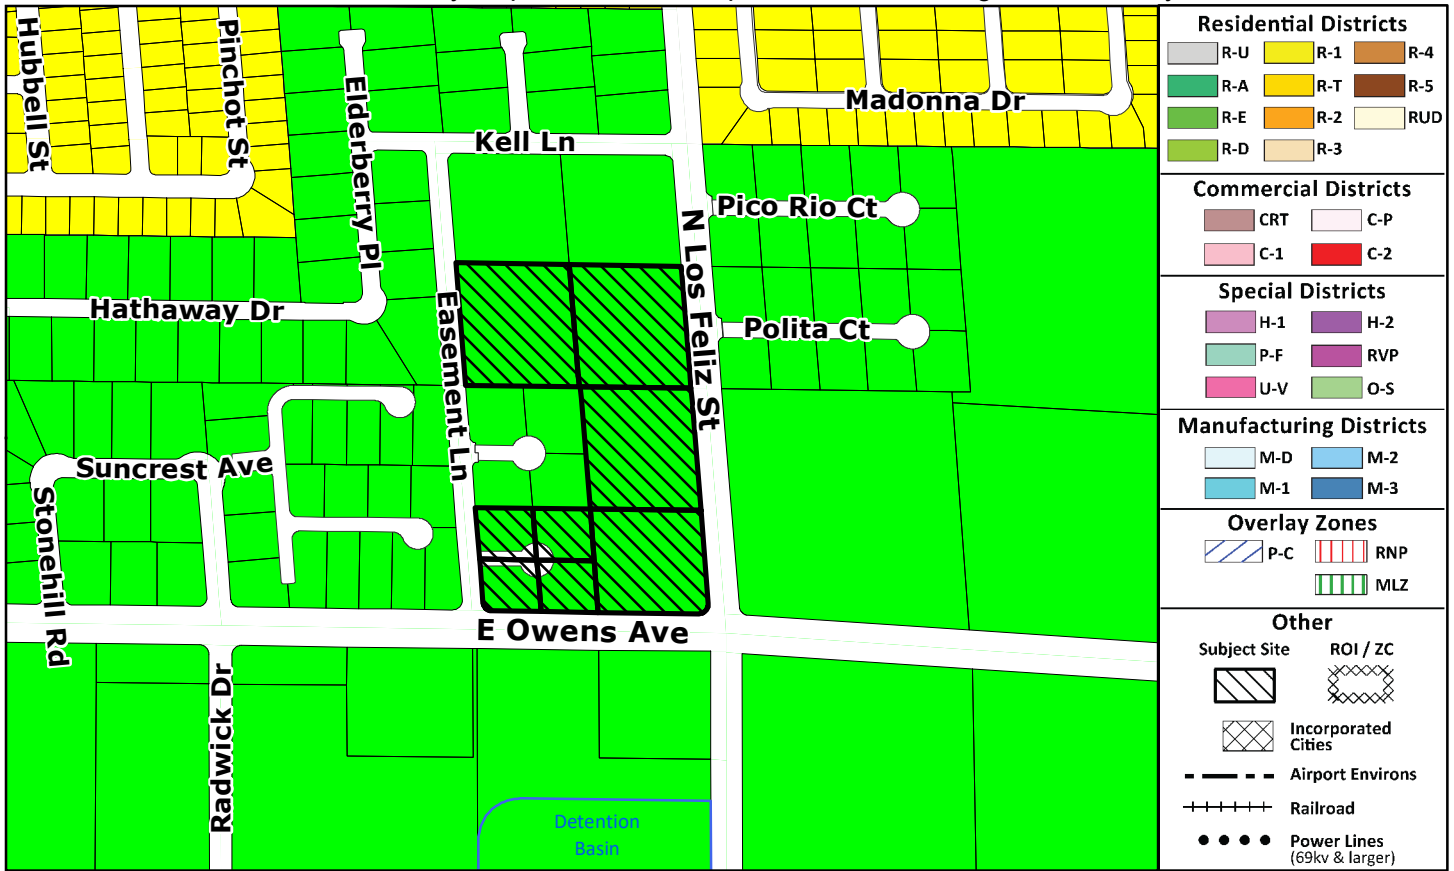 Hubbell St
Pinchot St
Elderberry Pl
Kell Ln
Madonna Dr
Pico Rio Ct
N Los Feliz St
Hathaway Dr
Easement Ln
Polita Ct
Suncrest Ave
Stonehill Rd
E Owens Ave
Radwick Dr
Detention
Basin
Residential Districts
R-U R-1 R-4
R-A R-T R-5
R-E R-2 RUD
R-D R-3
Commercial Districts
CRT C-P
C-1 C-2
Special Districts
H-1 H-2
P-F RVP
U-V O-S
Manufacturing Districts
M-D M-2
M-1 M-3
Overlay Zones
P-C RNP
MLZ
Other
Subject Site ROI / ZC
Incorporated
Cities
Airport Environs
Railroad
Power Lines
(69kv & larger)